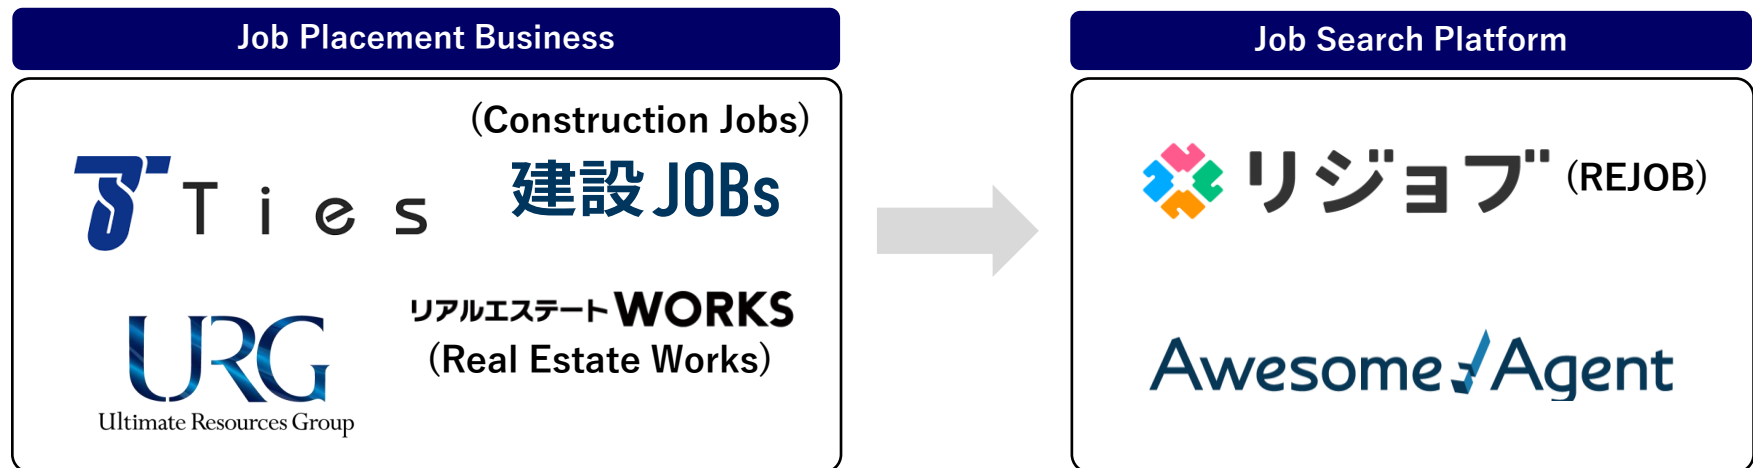 Job Placement Business
(Construction Jobs)
Ties
建設JOBs
リアルエステートWORKS
(Real Estate Works)
URG
Ultimate Resources Group
Job Search Platform
リジョブ (REJOB)
Awesome Agent